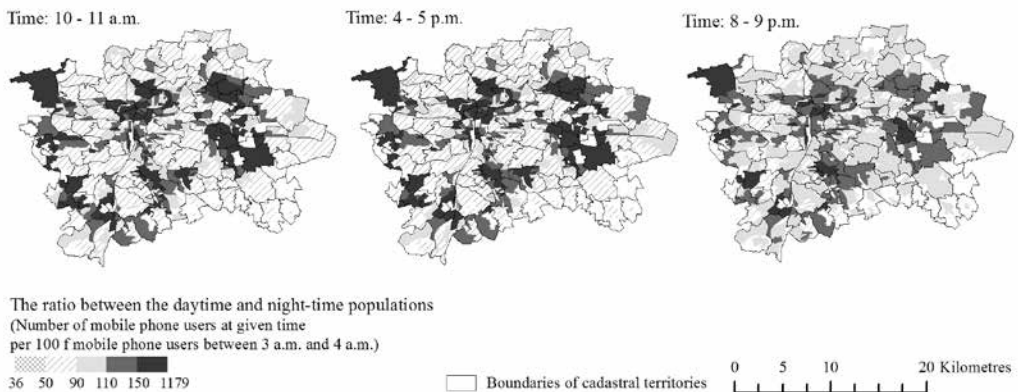 Time: 10 - 11 a.m.
Time: 4 - 5 p.m.
Time: 8 - 9 p.m.
The ratio between the daytime and night-time populations
(Number of mobile phone users at given time
per 100 f mobile phone users between 3 a.m. and 4 a.m.)
36 50 90 110 150 1179
Boundaries of cadastral territories
0 5 10 20 Kilometres